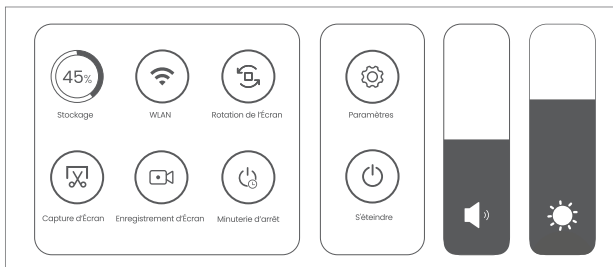 45%
Stockage
WLAN
Rotation de l'Écran
Paramètres
Capture d'Écran
Enregistrement d'Écran
Minuterie d'arrêt
S'éteindre